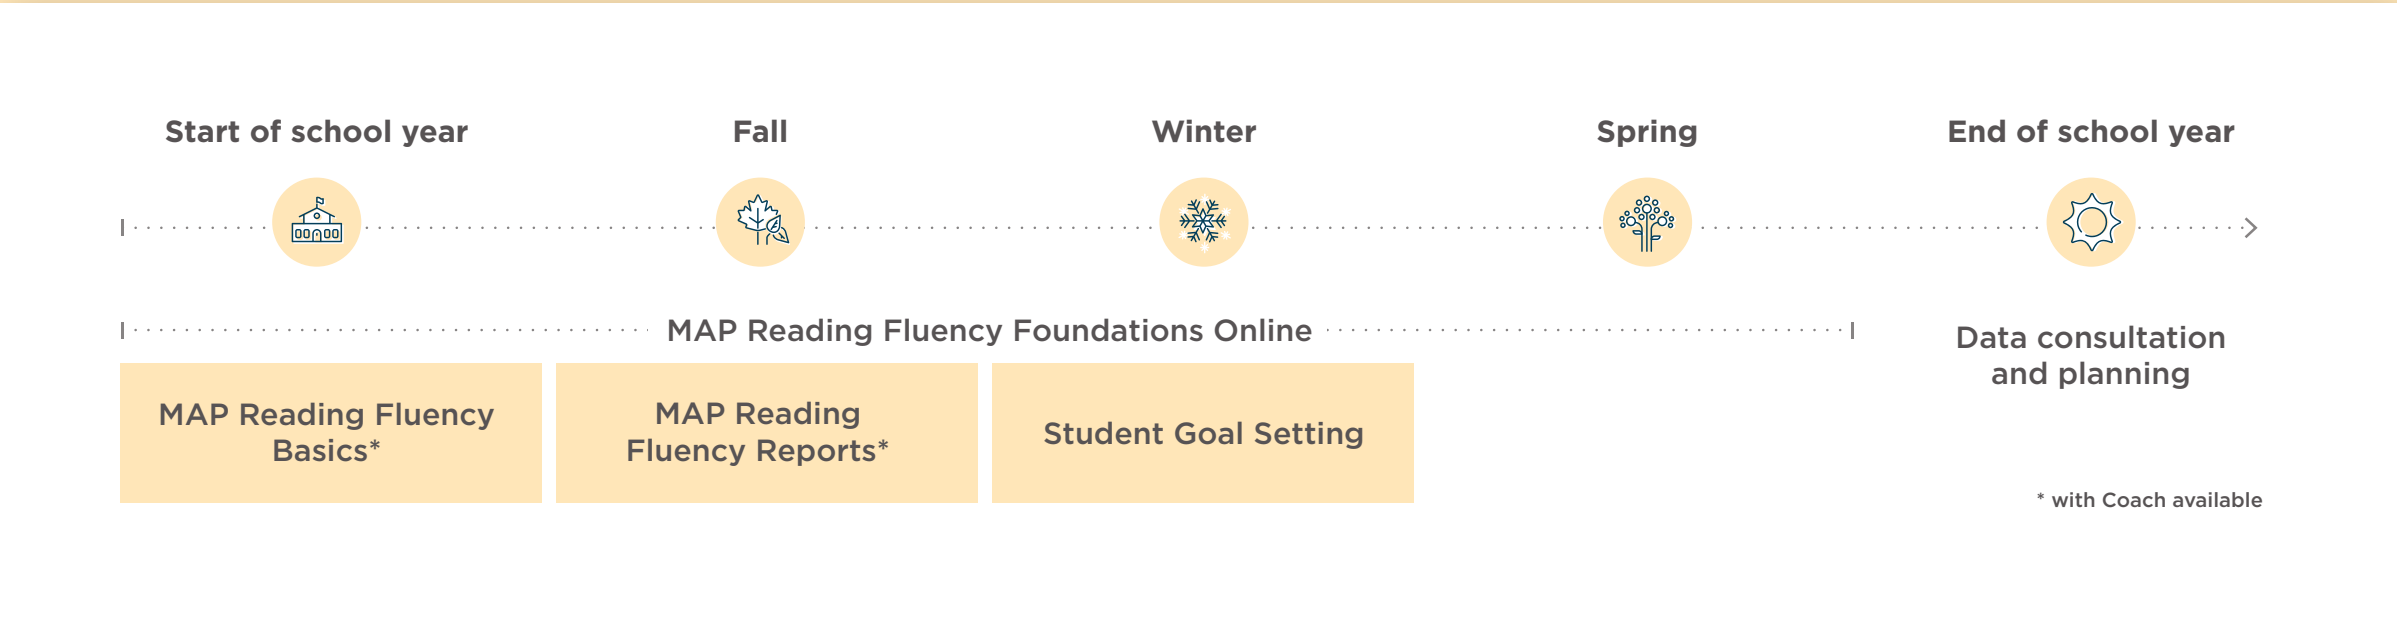 Start of school year
Fall
Winter
Spring
End of school year
MAP Reading Fluency Foundations Online
Data consultation
and planning
MAP Reading Fluency
Basics*
MAP Reading
Fluency Reports*
Student Goal Setting
* with Coach available